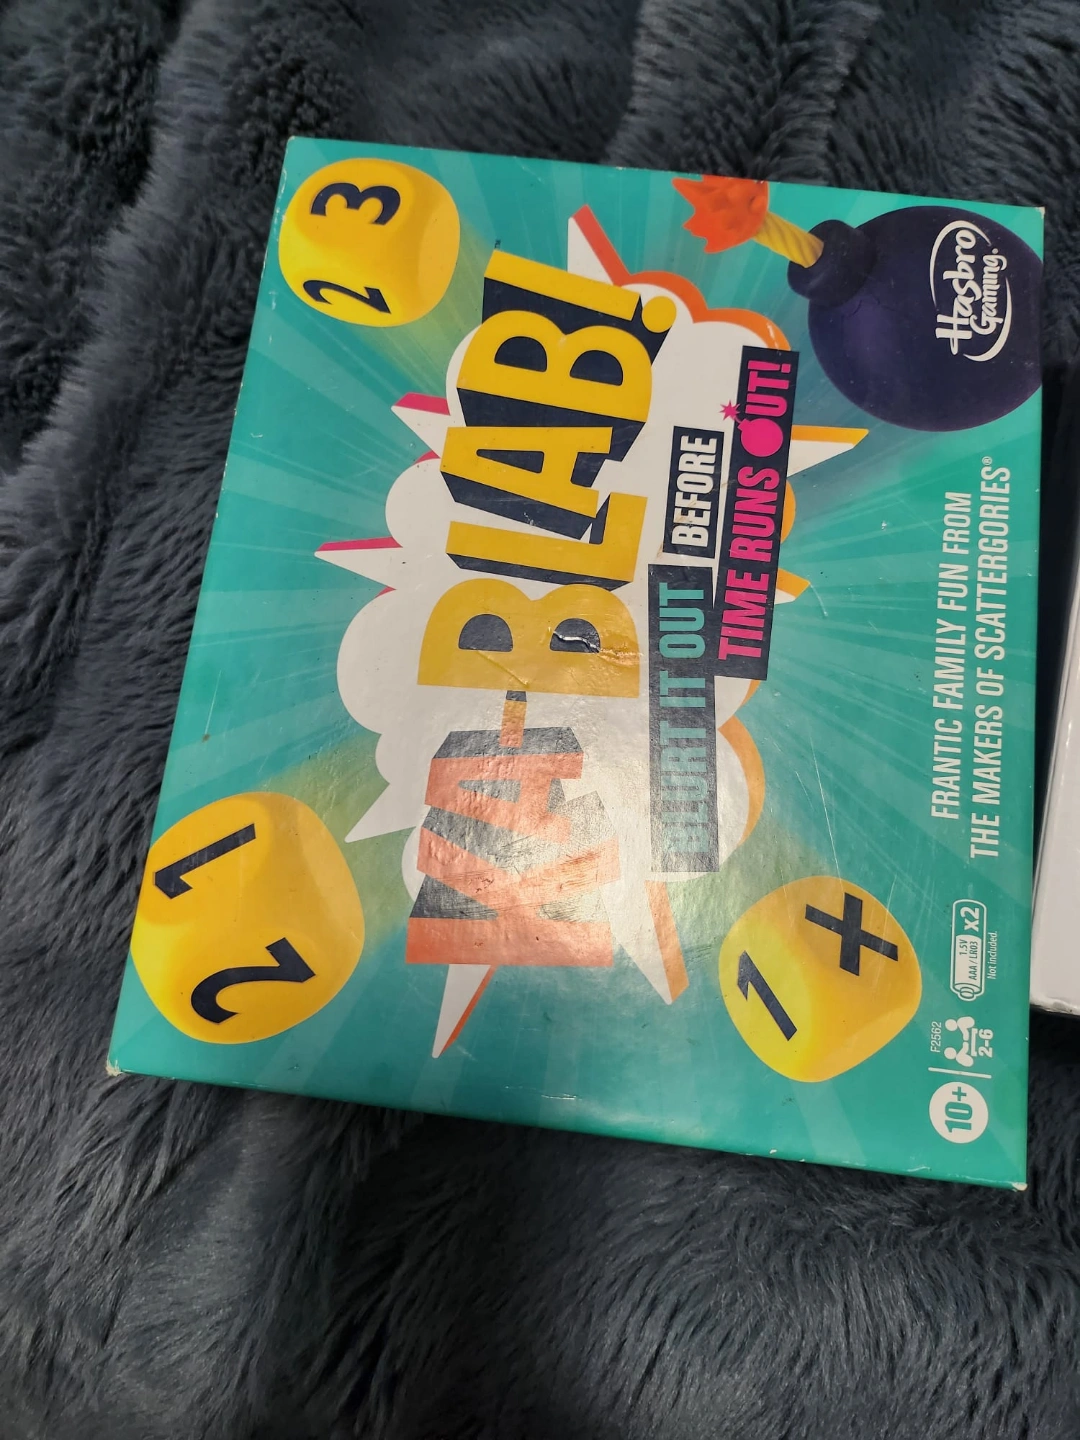 Hasbro
Gaming®
2 3
KA-BLAB!™
BLURT IT OUT BEFORE
TIME RUNS OUT!
FRANTIC FAMILY FUN FROM
THE MAKERS OF SCATTERGORIES®
1 2
1 X
1.5V
AAA / LR03
x2
Not included.
F2562
10+
2-6